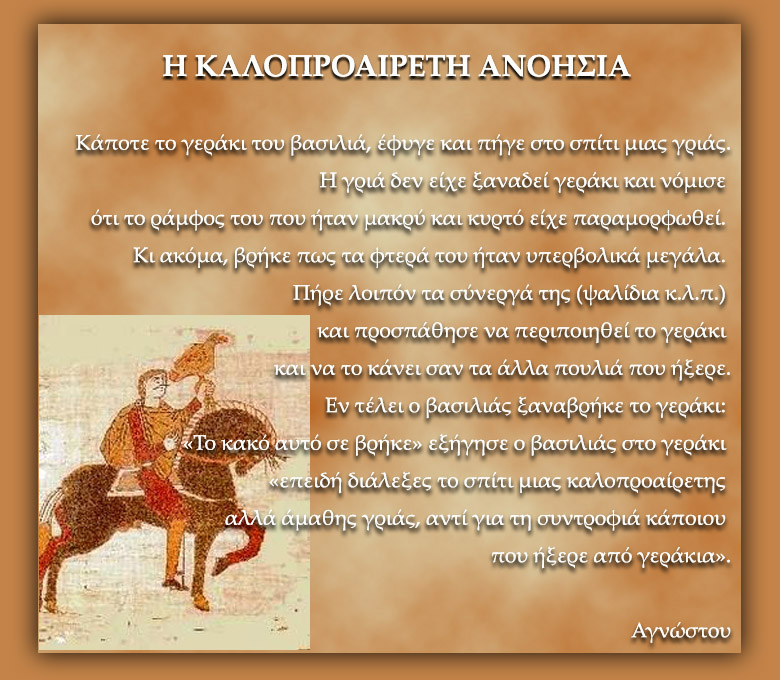 Η ΚΑΛΟΠΡΟΑΙΡΕΤΗ ΑΝΟΗΣΙΑ
Κάποτε το γεράκι του βασιλιά, έφυγε και πήγε στο σπίτι μιας γριάς.
Η γριά δεν είχε ξαναδεί γεράκι και νόμισε
ότι το ράμφος του που ήταν μακρύ και κυρτό είχε παραμορφωθεί.
Κι ακόμα, βρήκε πως τα φτερά του ήταν υπερβολικά μεγάλα.
Πήρε λοιπόν τα σύνεργά της (ψαλίδια κ.λ.π.)
και προσπάθησε να περιποιηθεί το γεράκι
και να το κάνει σαν τα άλλα πουλιά που ήξερε.
Εν τέλει ο βασιλιάς ξαναβρήκε το γεράκι:
«Το κακό αυτό σε βρήκε» εξήγησε ο βασιλιάς στο γεράκι
«επειδή διάλεξες το σπίτι μιας καλοπροαίρετης
αλλά άμαθης γριάς, αντί για τη συντροφιά κάποιου
που ήξερε από γεράκια».
Αγνώστου